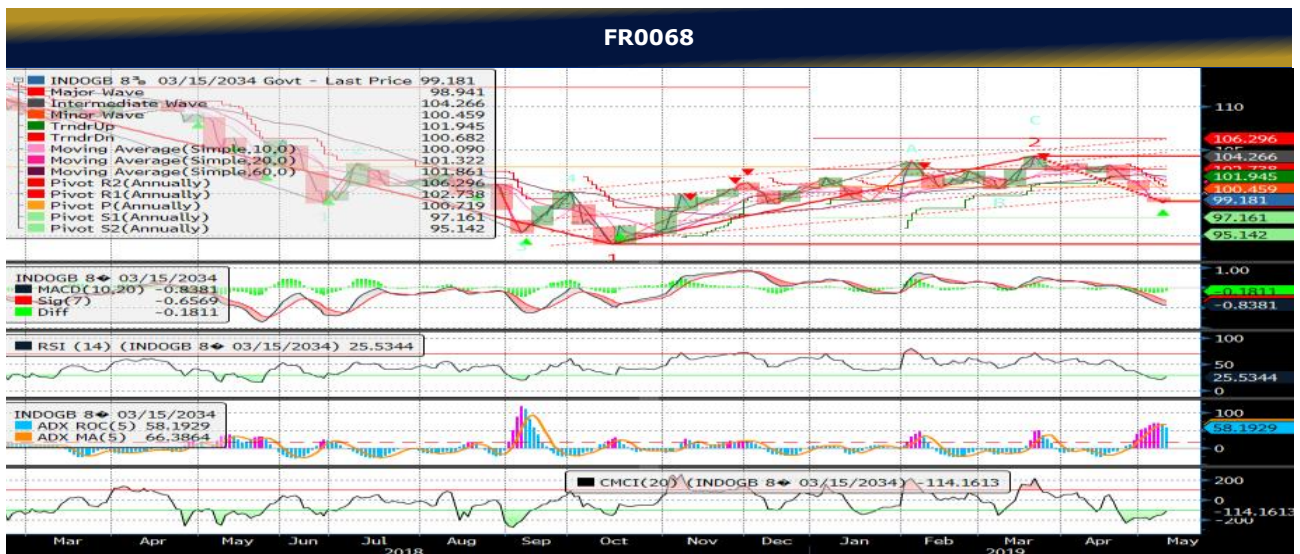 FR0068
INDOGB 8⅜ 03/15/2034 Govt - Last Price 99.181
Major Wave 98.941
Intermediate Wave 104.266
Minor Wave 100.459
TrndrUp 101.945
TrndrDn 100.682
Moving Average(Simple,10,0) 100.090
Moving Average(Simple,20,0) 101.322
Moving Average(Simple,60,0) 101.861
Pivot R2(Annually) 106.296
Pivot R1(Annually) 102.738
Pivot P(Annually) 100.719
Pivot S1(Annually) 97.161
Pivot S2(Annually) 95.142
A
C
2
B
1
110
106.296
104.266
101.945
100.459
99.181
97.161
95.142
INDOGB 8� 03/15/2034
MACD(10,20) -0.8381
Sig(7) -0.6569
Diff -0.1811
1.00
-0.1811
-0.8381
RSI (14) (INDOGB 8� 03/15/2034) 25.5344
100
50
25.5344
0
INDOGB 8� 03/15/2034
ADX ROC(5) 58.1929
ADX MA(5) 66.3864
100
58.1929
0
CMCI(20) (INDOGB 8� 03/15/2034) -114.1613
200
0
-114.1613
-200
Mar Apr May Jun Jul Aug Sep Oct Nov Dec Jan Feb Mar Apr May
2018 2019